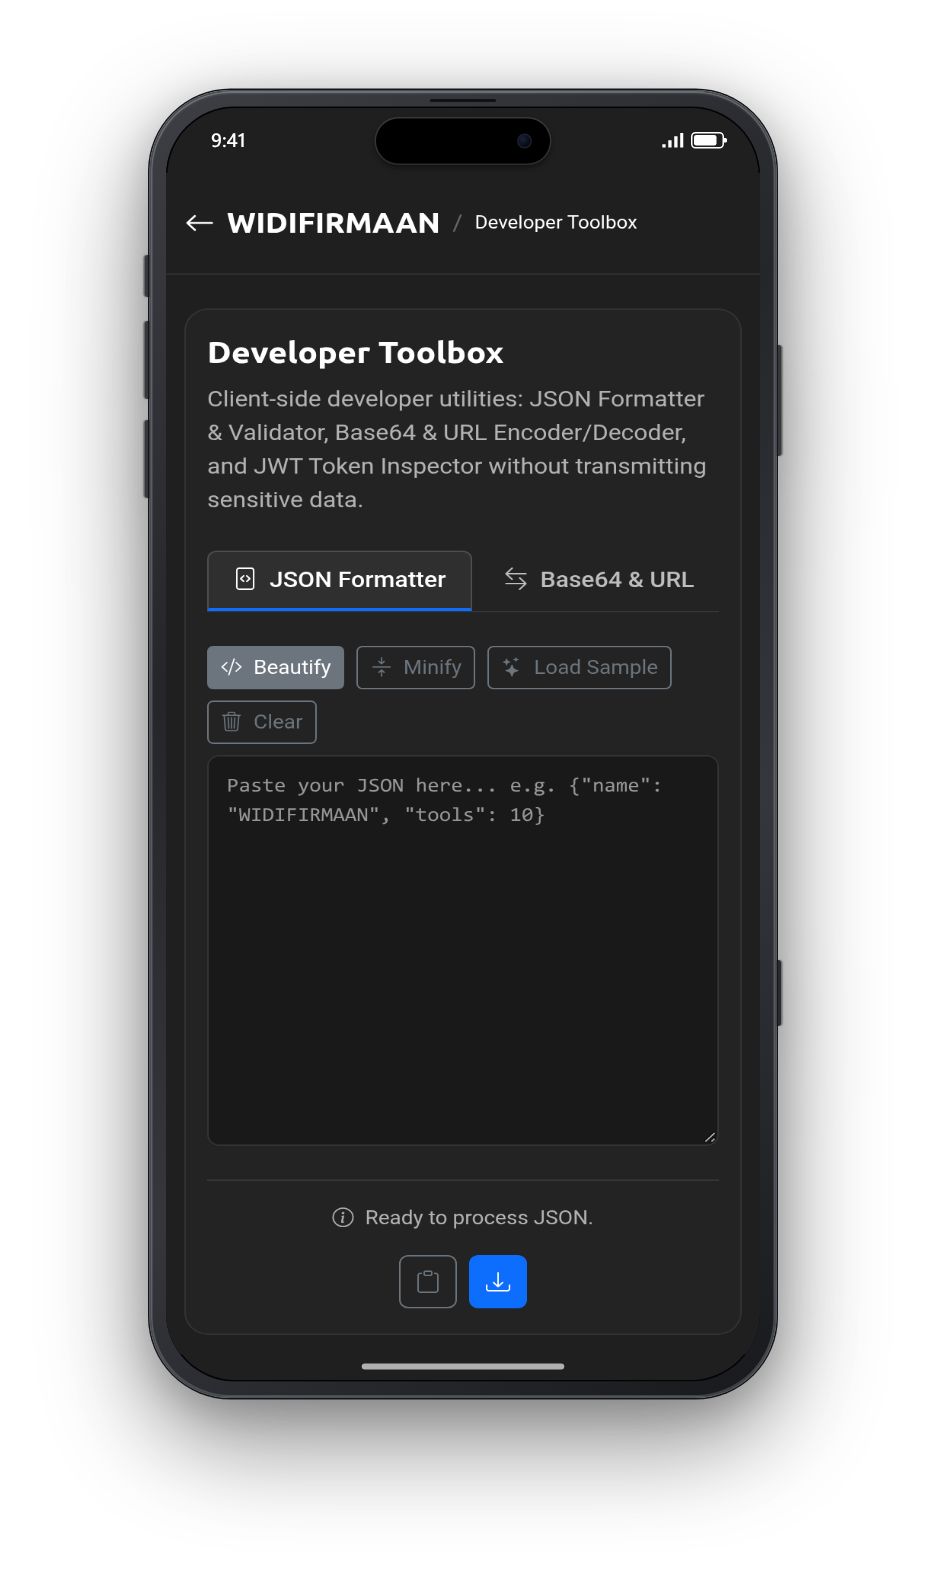 9:41
WIDIFIRMAAN / Developer Toolbox
Developer Toolbox
Client-side developer utilities: JSON Formatter
& Validator, Base64 & URL Encoder/Decoder,
and JWT Token Inspector without transmitting
sensitive data.
JSON Formatter Base64 & URL
Beautify Minify Load Sample
Clear
Paste your JSON here... e.g. {"name":
"WIDIFIRMAAN", "tools": 10}
Ready to process JSON.